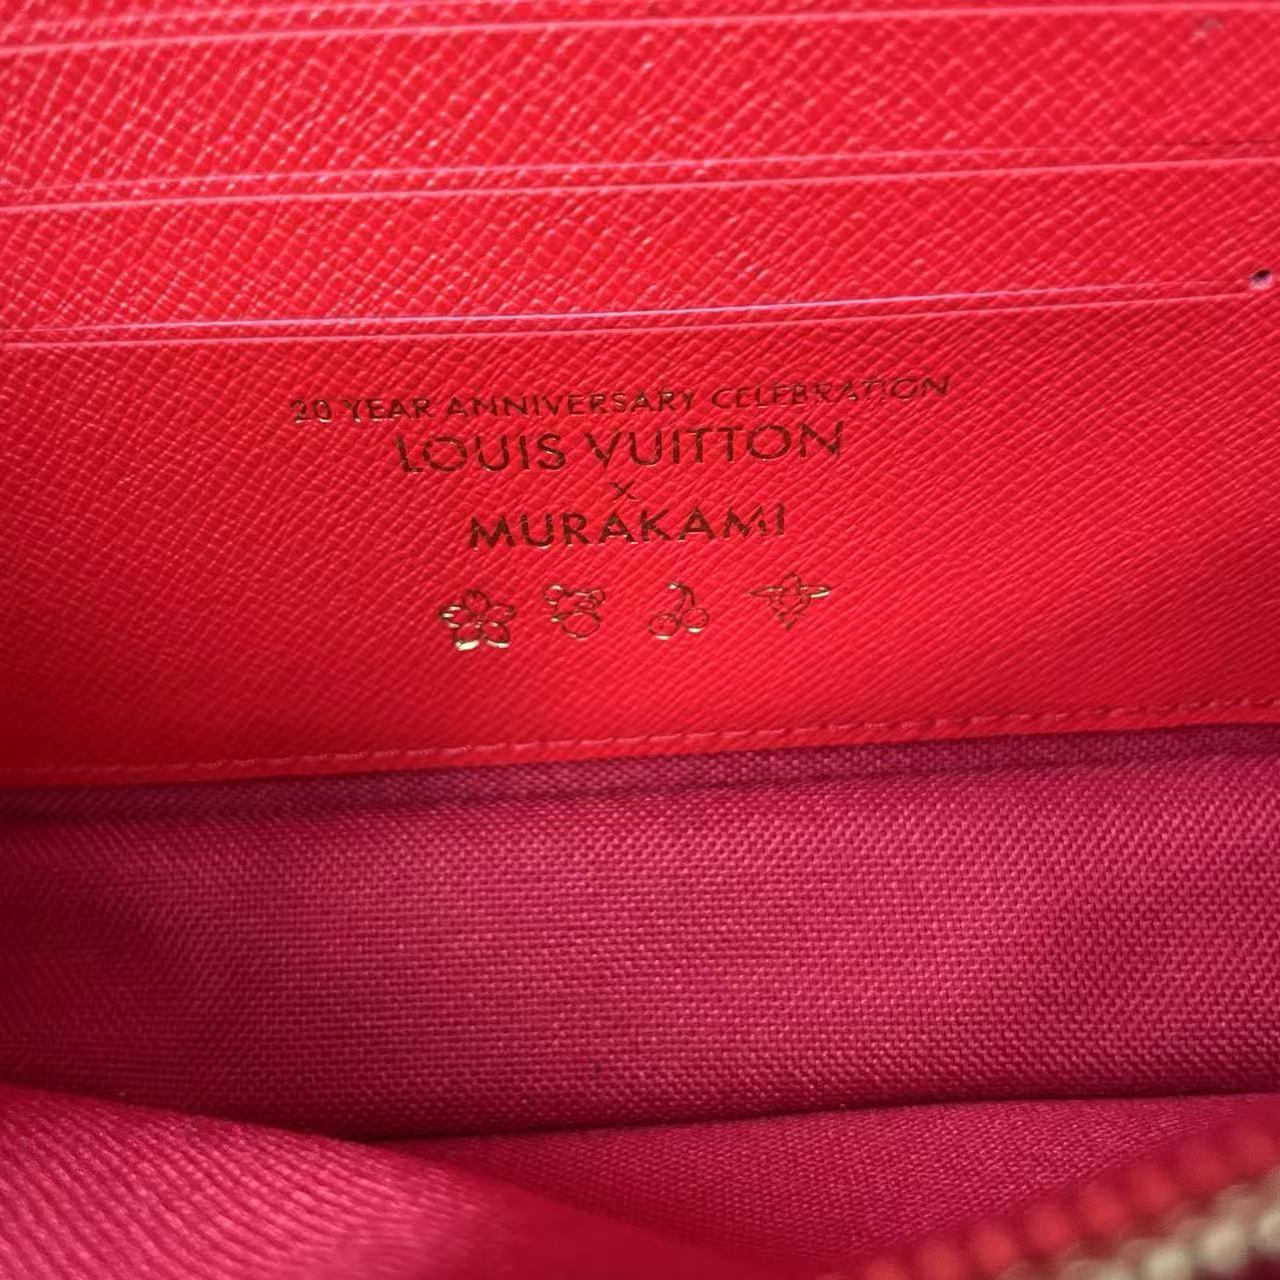 20 YEAR ANNIVERSARY CELEBRATION
LOUIS VUITTON
x
MURAKAMI